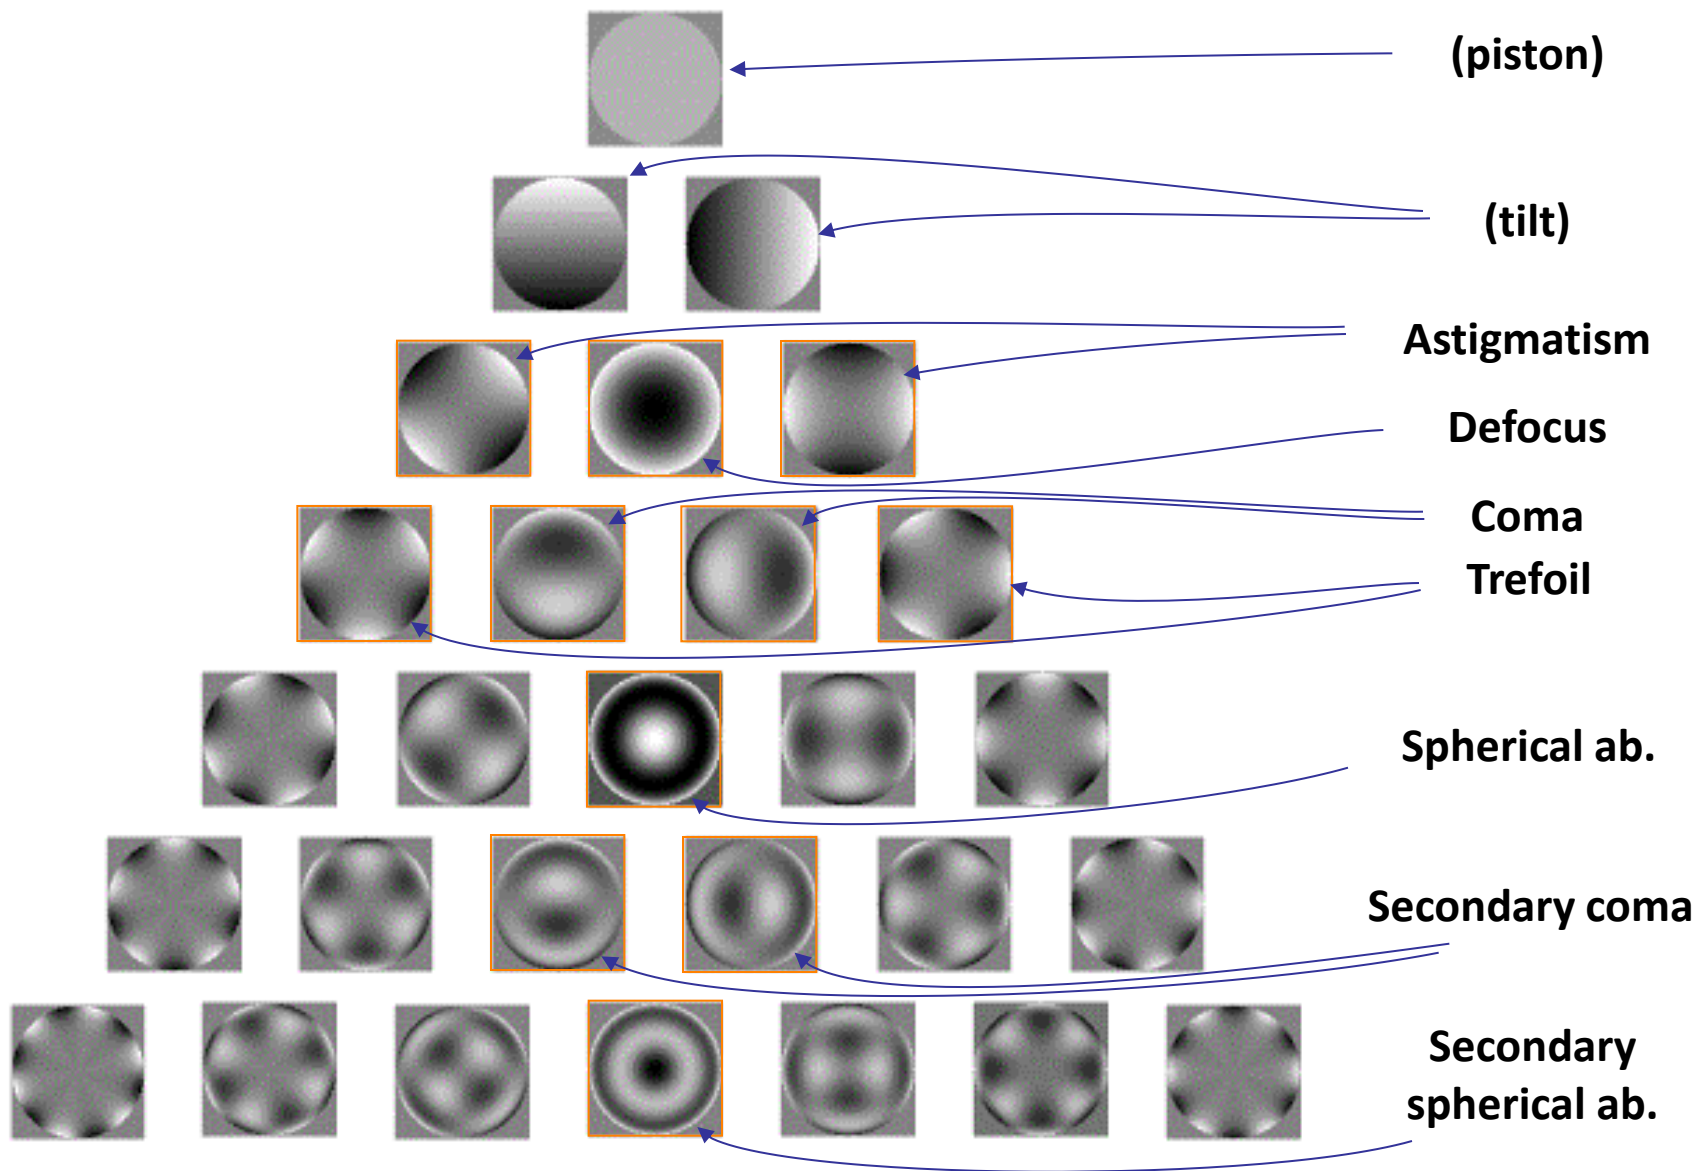 (piston)
(tilt)
Astigmatism
Defocus
Coma
Trefoil
Spherical ab.
Secondary coma
Secondary
spherical ab.